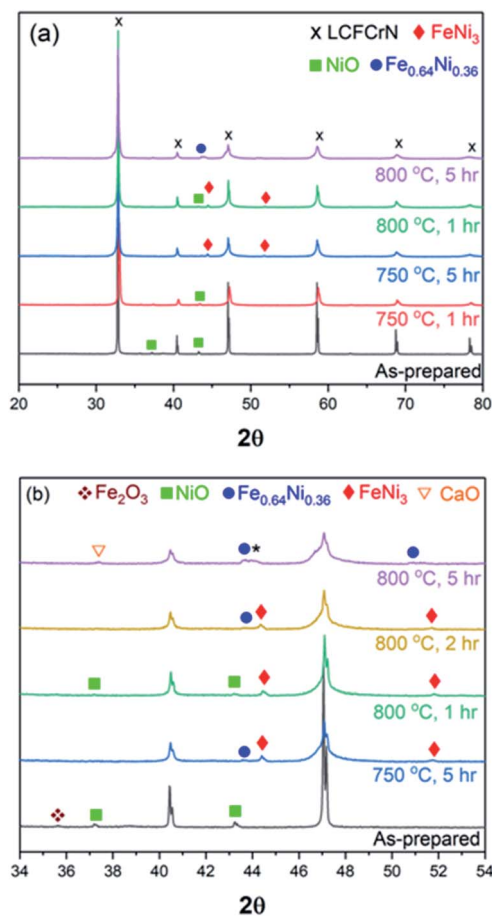 (a)
x LCFCrN ♦ FeNi₃
■ NiO ● Fe₀.₆₄Ni₀.₃₆
x x x x x x
800 °C, 5 hr
800 °C, 1 hr
750 °C, 5 hr
750 °C, 1 hr
As-prepared
20 30 40 50 60 70 80
2θ
(b) Fe₂O₃ ■ NiO ● Fe₀.₆₄Ni₀.₃₆ ♦ FeNi₃ ▽ CaO
*
800 °C, 5 hr
800 °C, 2 hr
800 °C, 1 hr
750 °C, 5 hr
As-prepared
34 36 38 40 42 44 46 48 50 52 54
2θ